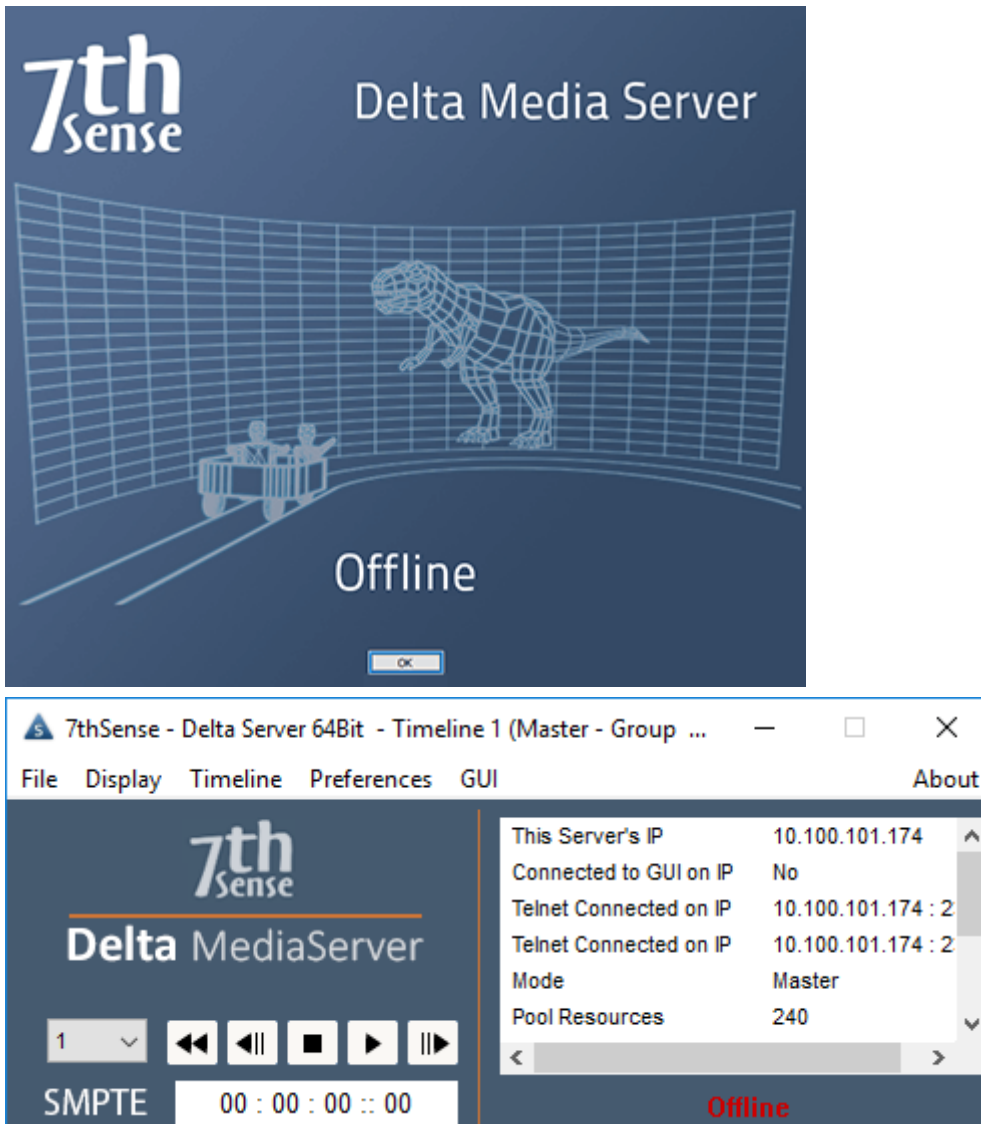 7th
Sense
Delta Media Server
Offline
OK
7thSense - Delta Server 64Bit - Timeline 1 (Master - Group ...
File Display Timeline Preferences GUI About
7th
Sense
Delta MediaServer
This Server's IP 10.100.101.174
Connected to GUI on IP No
Telnet Connected on IP 10.100.101.174 : 2
Telnet Connected on IP 10.100.101.174 : 2
Mode Master
Pool Resources 240
1
SMPTE 00 : 00 : 00 :: 00
Offline